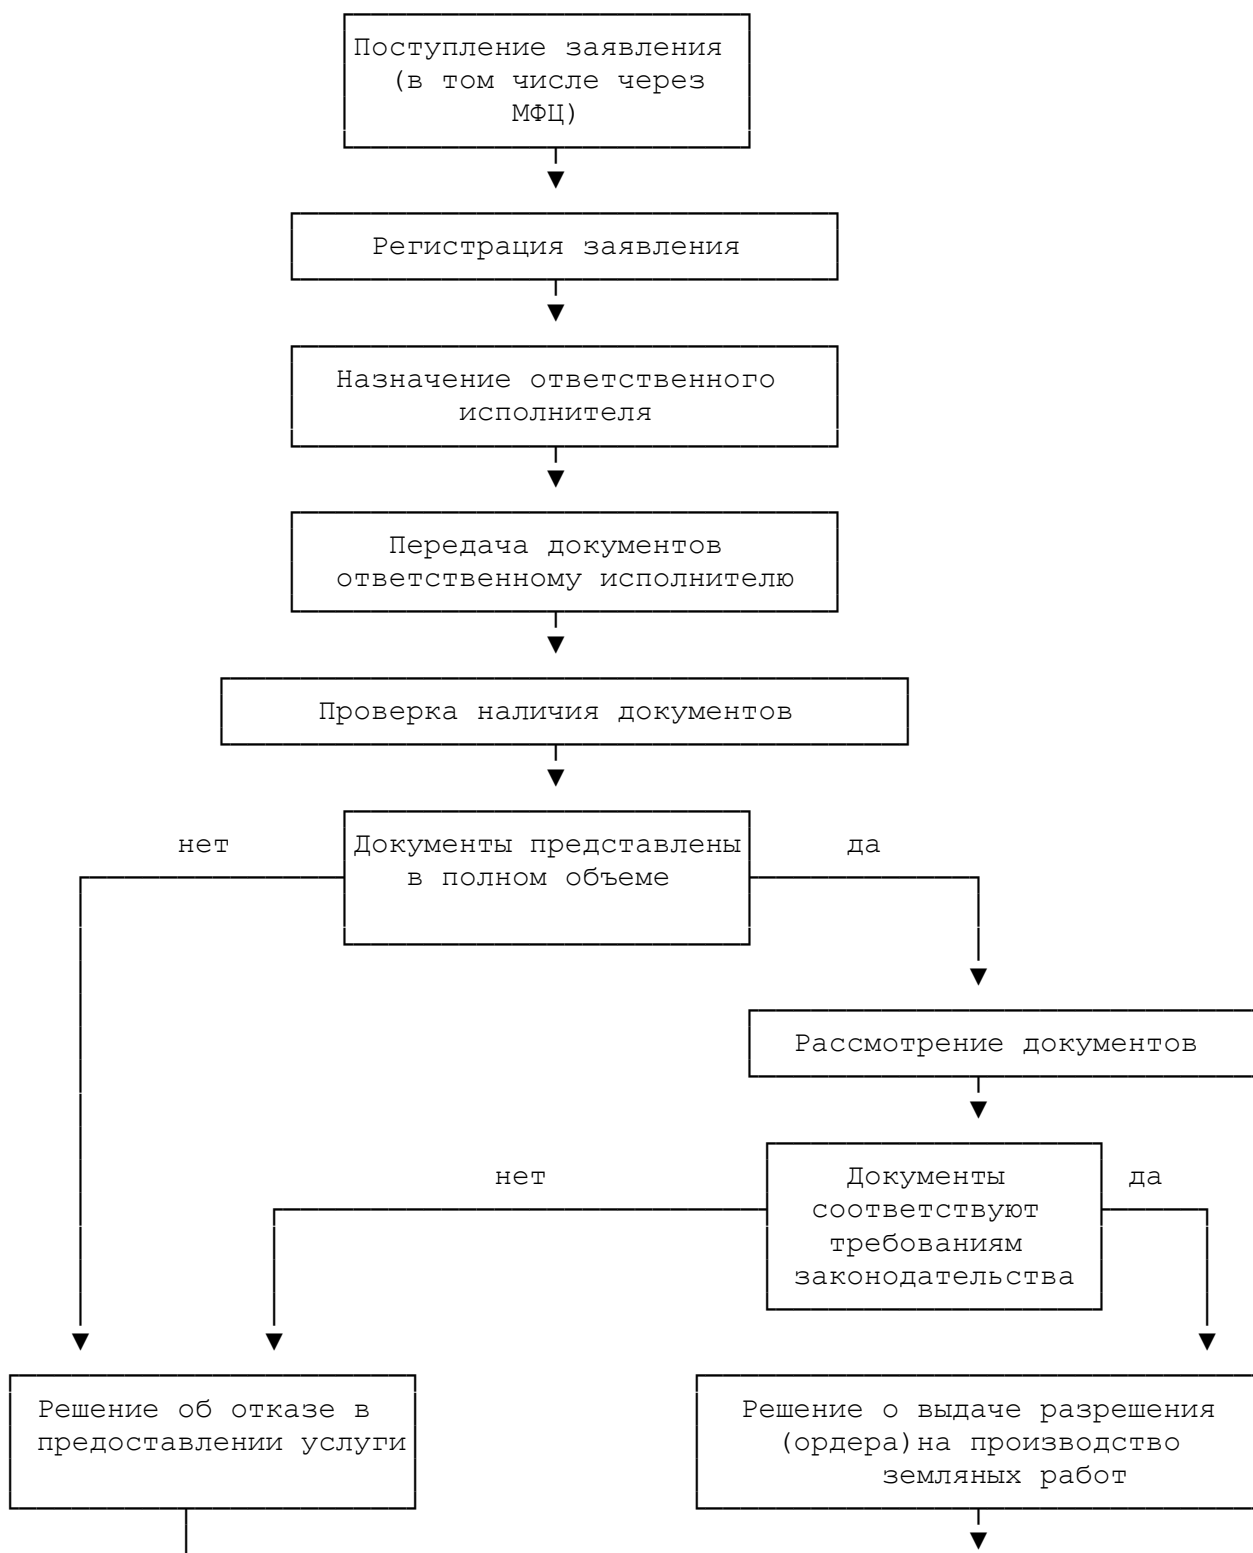 Поступление заявления
(в том числе через
МФЦ)
Регистрация заявления
Назначение ответственного
исполнителя
Передача документов
ответственному исполнителю
Проверка наличия документов
нет
Документы представлены
в полном объеме
да
Рассмотрение документов
нет
Документы
соответствуют
требованиям
законодательства
да
Решение об отказе в
предоставлении услуги
Решение о выдаче разрешения
(ордера)на производство
земляных работ